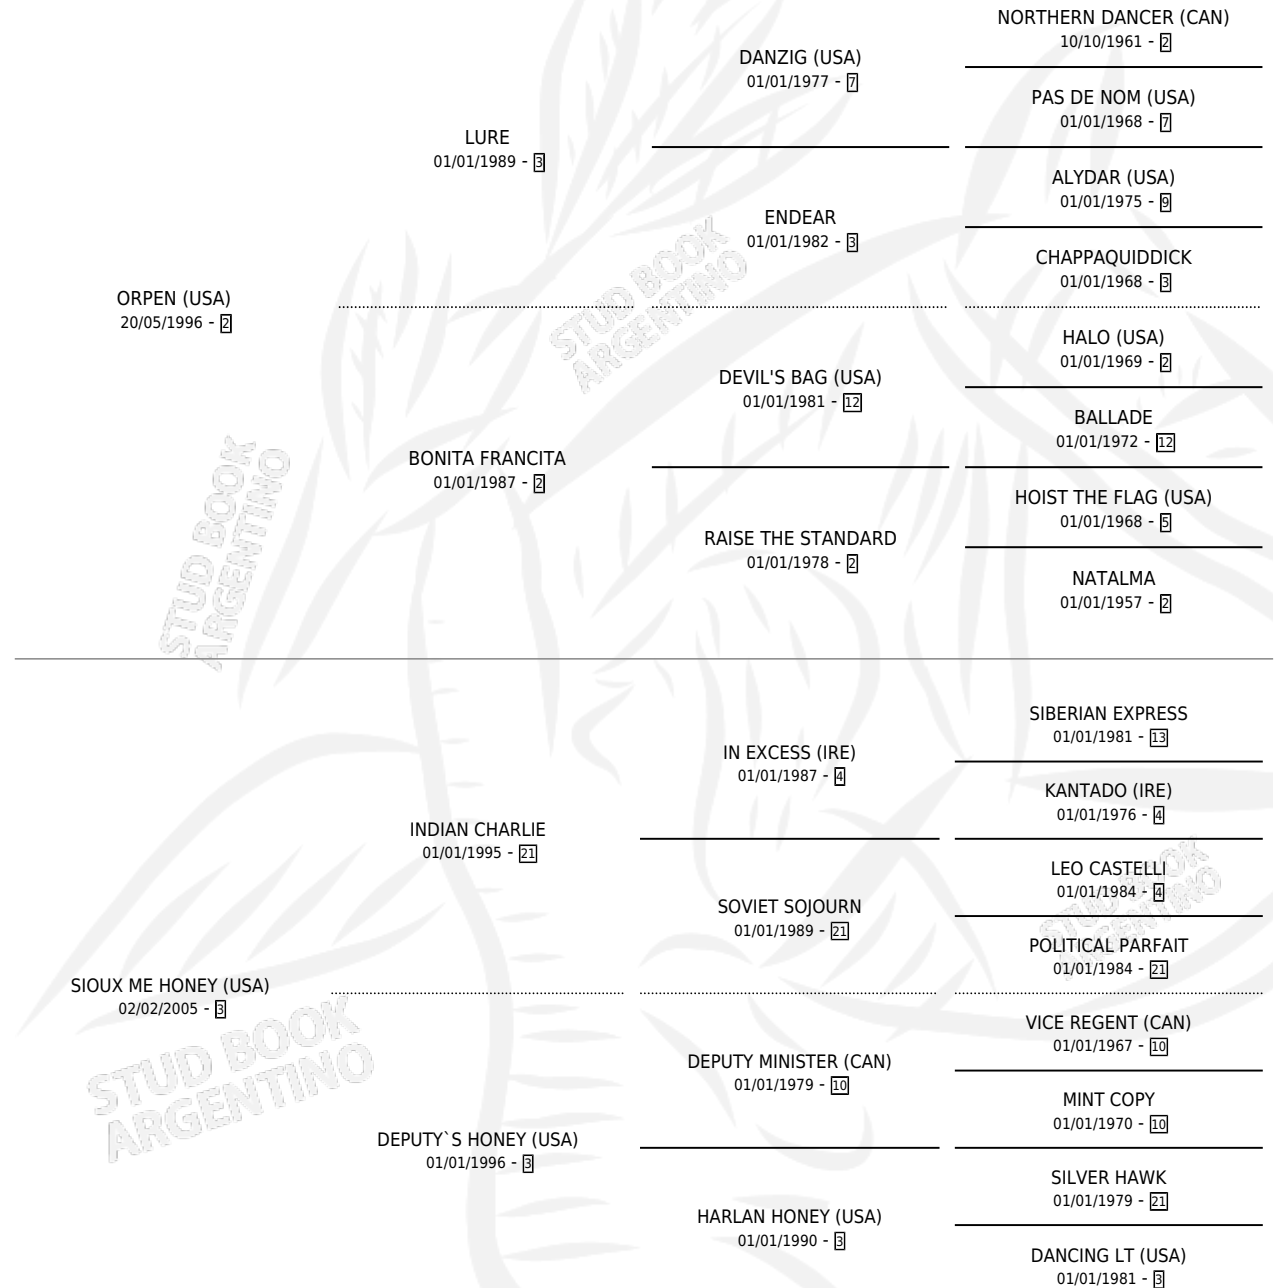 NORTHERN DANCER (CAN)
10/10/1961 - 2
DANZIG (USA)
01/01/1977 - 7
PAS DE NOM (USA)
01/01/1968 - 7
LURE
01/01/1989 - 3
ALYDAR (USA)
01/01/1975 - 9
ENDEAR
01/01/1982 - 3
CHAPPAQUIDDICK
01/01/1968 - 3
ORPEN (USA)
20/05/1996 - 2
HALO (USA)
01/01/1969 - 2
DEVIL'S BAG (USA)
01/01/1981 - 12
BALLADE
01/01/1972 - 12
BONITA FRANCITA
01/01/1987 - 2
HOIST THE FLAG (USA)
01/01/1968 - 5
RAISE THE STANDARD
01/01/1978 - 2
NATALMA
01/01/1957 - 2
SIBERIAN EXPRESS
01/01/1981 - 13
IN EXCESS (IRE)
01/01/1987 - 4
KANTADO (IRE)
01/01/1976 - 4
INDIAN CHARLIE
01/01/1995 - 21
LEO CASTELLI
01/01/1984 - 4
SOVIET SOJOURN
01/01/1989 - 21
POLITICAL PARFAIT
01/01/1984 - 21
SIOUX ME HONEY (USA)
02/02/2005 - 3
VICE REGENT (CAN)
01/01/1967 - 10
DEPUTY MINISTER (CAN)
01/01/1979 - 10
MINT COPY
01/01/1970 - 10
DEPUTY`S HONEY (USA)
01/01/1996 - 3
SILVER HAWK
01/01/1979 - 21
HARLAN HONEY (USA)
01/01/1990 - 3
DANCING LT (USA)
01/01/1981 - 3
STUD BOOK
ARGENTINO
STUD BOOK
ARGENTINO
STUD BOOK
ARGENTINO
STUD BOOK
ARGENTINO